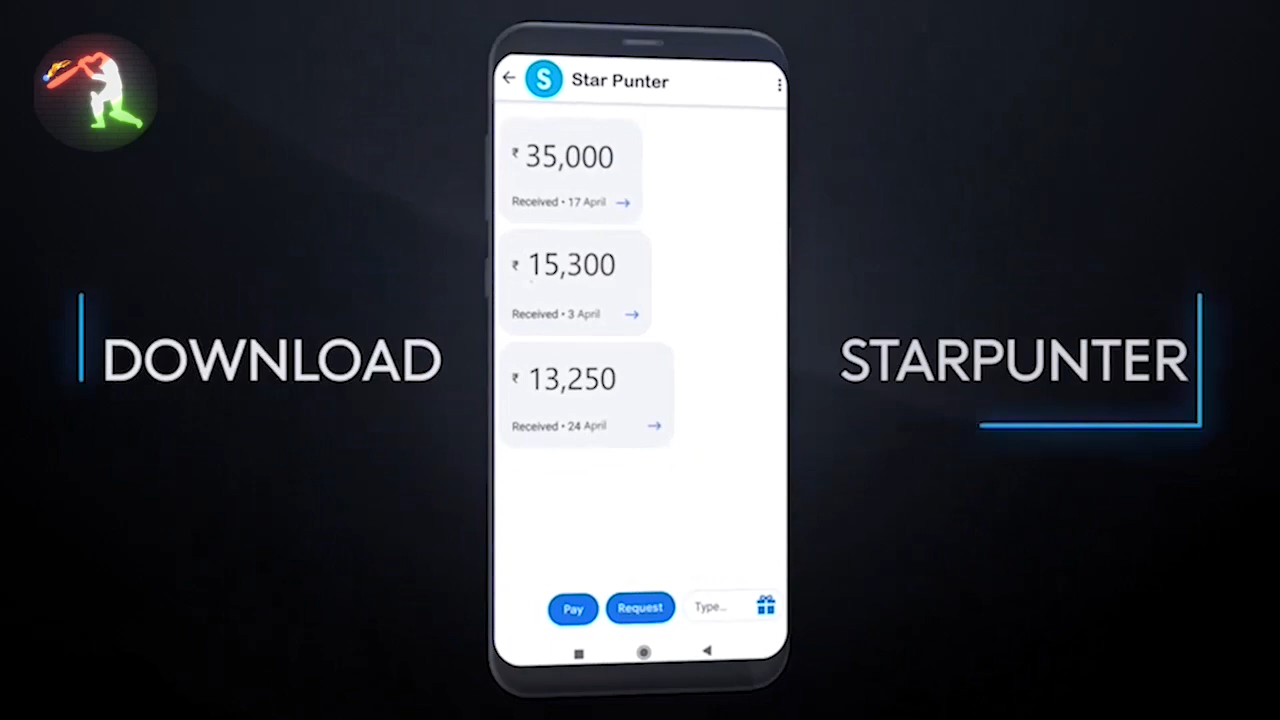 S Star Punter
₹ 35,000
Received • 17 April →
₹ 15,300
Received • 3 April →
DOWNLOAD
STARPUNTER
₹ 13,250
Received • 24 April →
Pay
Request
Type...